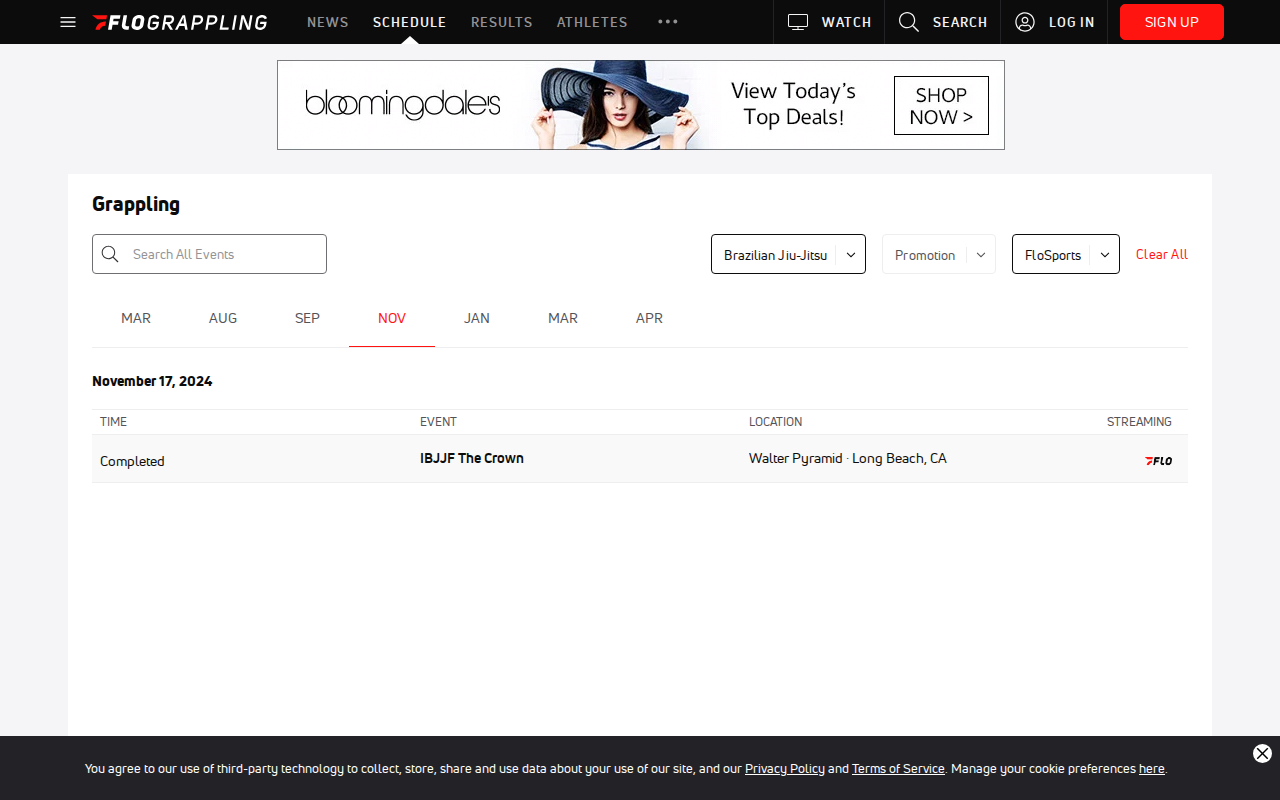 FLOGRAPPLING NEWS SCHEDULE RESULTS ATHLETES ••• WATCH SEARCH LOG IN SIGN UP
bloomingdale's
View Today's
Top Deals!
SHOP
NOW >
Grappling
Search All Events
Brazilian Jiu-Jitsu Promotion FloSports Clear All
MAR AUG SEP NOV JAN MAR APR
November 17, 2024
TIME EVENT LOCATION STREAMING
Completed IBJJF The Crown Walter Pyramid · Long Beach, CA FLO
You agree to our use of third-party technology to collect, store, share and use data about your use of our site, and our Privacy Policy and Terms of Service. Manage your cookie preferences here.